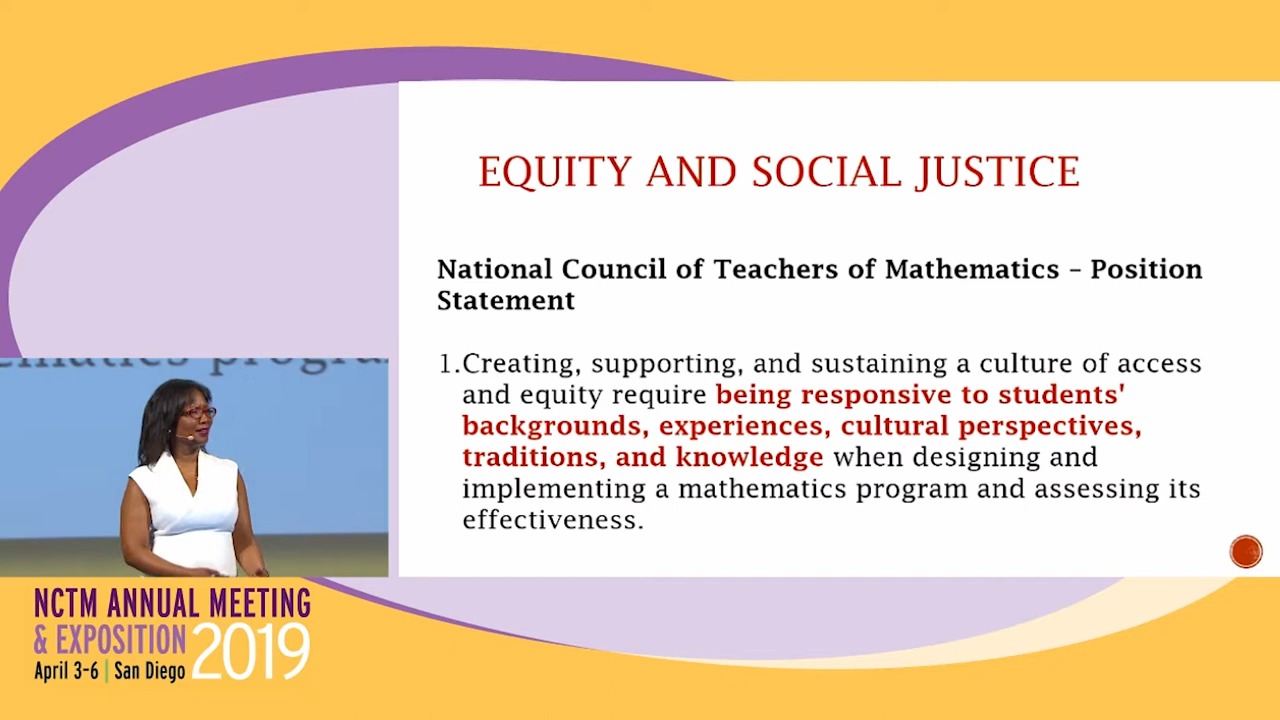 EQUITY AND SOCIAL JUSTICE
National Council of Teachers of Mathematics – Position
Statement
1.Creating, supporting, and sustaining a culture of access
and equity require being responsive to students'
backgrounds, experiences, cultural perspectives,
traditions, and knowledge when designing and
implementing a mathematics program and assessing its
effectiveness.
NCTM ANNUAL MEETING
& EXPOSITION 2019
April 3-6 | San Diego